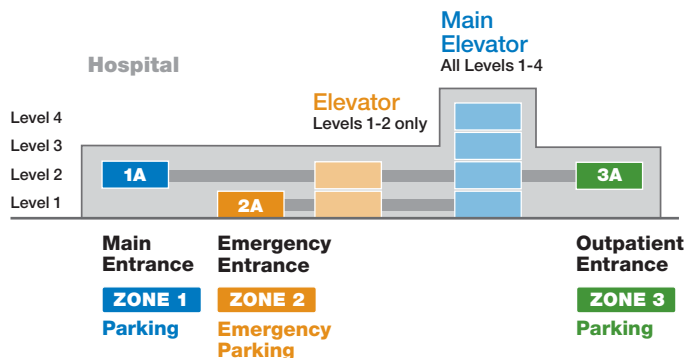 Main
Elevator
All Levels 1-4
Hospital
Elevator
Levels 1-2 only
Level 4
Level 3
Level 2
1A
3A
Level 1
2A
Main
Entrance
ZONE 1
Parking
Emergency
Entrance
ZONE 2
Emergency
Parking
Outpatient
Entrance
ZONE 3
Parking